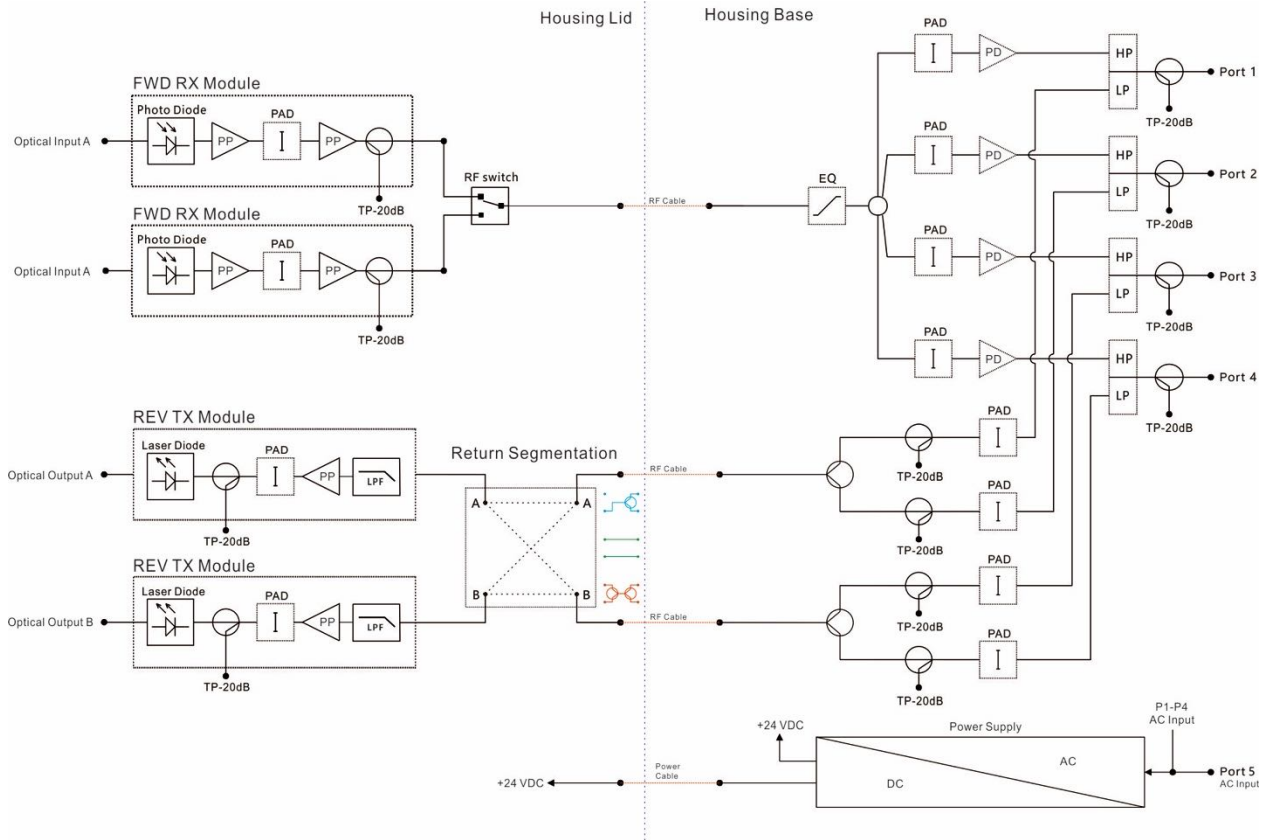 Housing Lid
Housing Base
FWD RX Module
Photo Diode
PAD
PP
I
PP
Optical Input A
TP-20dB
RF switch
FWD RX Module
Photo Diode
PAD
PP
I
PP
Optical Input A
TP-20dB
RF Cable
EQ
PAD
I
PD
HP
LP
Port 1
TP-20dB
PAD
I
PD
HP
LP
Port 2
TP-20dB
PAD
I
PD
HP
LP
Port 3
TP-20dB
PAD
I
PD
HP
LP
Port 4
TP-20dB
REV TX Module
Laser Diode
PAD
I
PP
LPF
Optical Output A
TP-20dB
REV TX Module
Laser Diode
PAD
I
PP
LPF
Optical Output B
TP-20dB
Return Segmentation
A
A
B
B
RF Cable
RF Cable
PAD
I
TP-20dB
PAD
I
TP-20dB
PAD
I
TP-20dB
PAD
I
TP-20dB
+24 VDC
Power Supply
P1-P4
AC Input
AC
DC
Port 5
AC Input
Power
Cable
+24 VDC